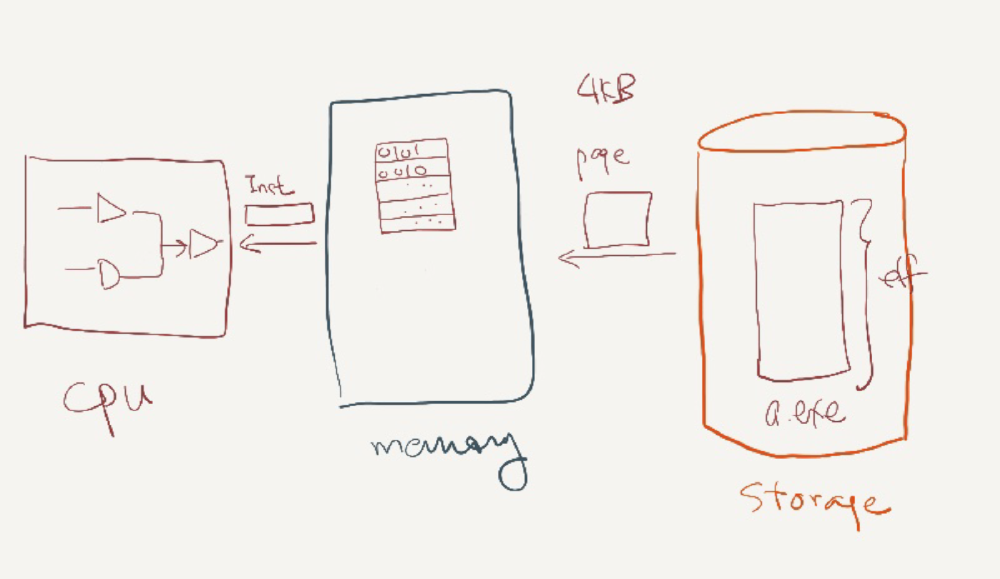 4KB
page
Inst
0101
0010
elf
a.exe
CPU
memory
Storage